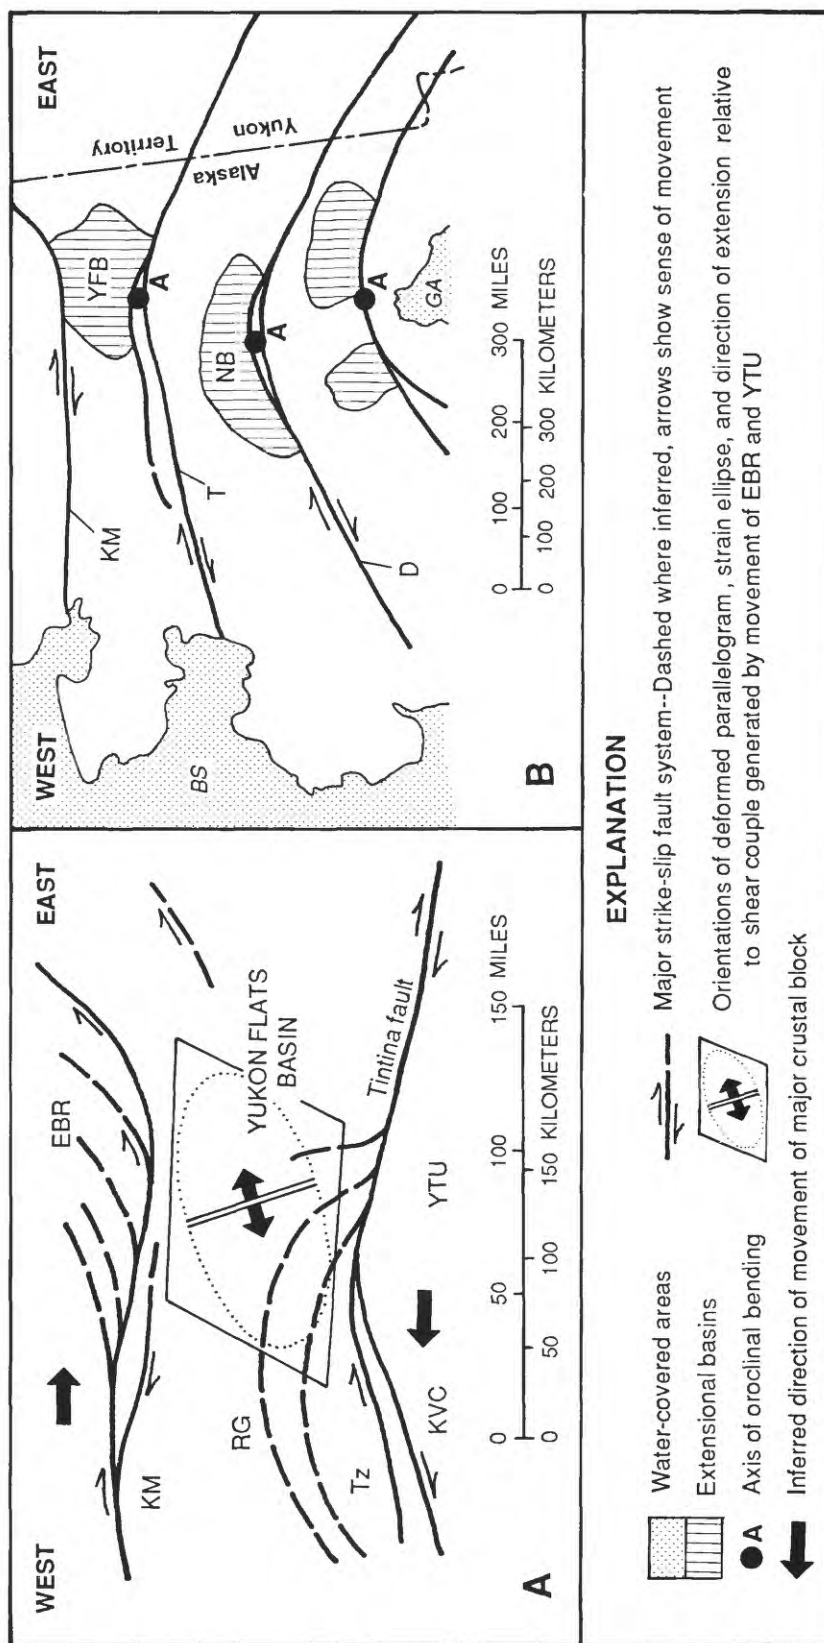 WEST
EAST
EBR
KM
YUKON FLATS
BASIN
RG
Tintina fault
Tz
YTU
KVC
0 50 100 150 MILES
0 50 100 150 KILOMETERS
A
WEST
EAST
Territory
Yukon
Alaska
YFB
KM
A
T
BS
NB
A
A
GA
D
0 100 200 300 MILES
0 100 200 300 KILOMETERS
B
EXPLANATION
Water-covered areas
Extensional basins
A Axis of oroclinal bending
Inferred direction of movement of major crustal block
Major strike-slip fault system--Dashed where inferred, arrows show sense of movement
Orientations of deformed parallelogram, strain ellipse, and direction of extension relative
to shear couple generated by movement of EBR and YTU